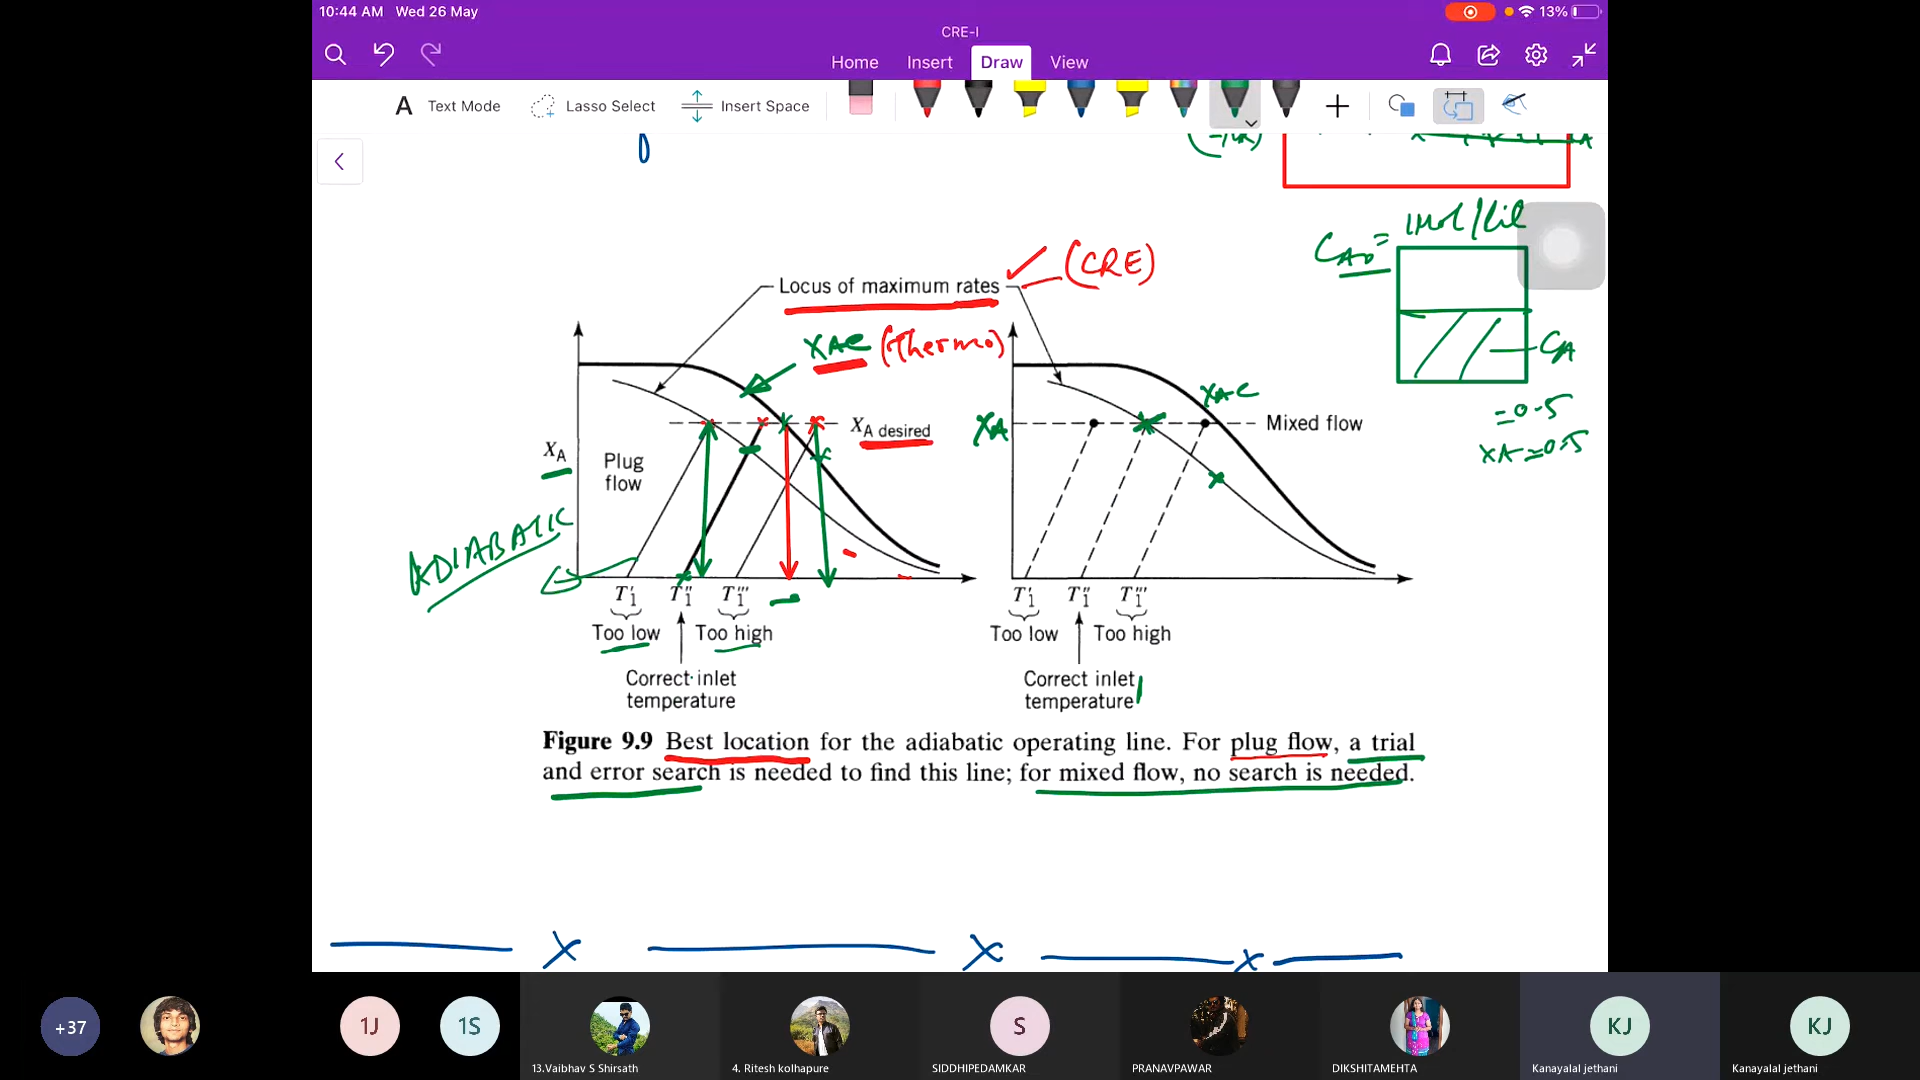 10:44 AM Wed 26 May
13%
CRE-I
Home Insert Draw View
A Text Mode Lasso Select Insert Space
(CRE)
CA0 = 1mol/lit
Locus of maximum rates
XAe (Thermo)
XAe
CA
= 0.5
XA = 0.5
XA desired
XA
Mixed flow
XA
Plug flow
ADIABATIC
T'1 T''1 T'''1
T'1 T''1 T'''1
Too low Too high
Too low Too high
Correct inlet temperature
Correct inlet temperature
Figure 9.9 Best location for the adiabatic operating line. For plug flow, a trial
and error search is needed to find this line; for mixed flow, no search is needed.
X X X
+37
1J
1S
S
KJ
KJ
13.Vaibhav S Shirsath
4. Ritesh kolhapure
SIDDHIPEDAMKAR
PRANAVPAWAR
DIKSHITAMEHTA
Kanayalal jethani
Kanayalal jethani